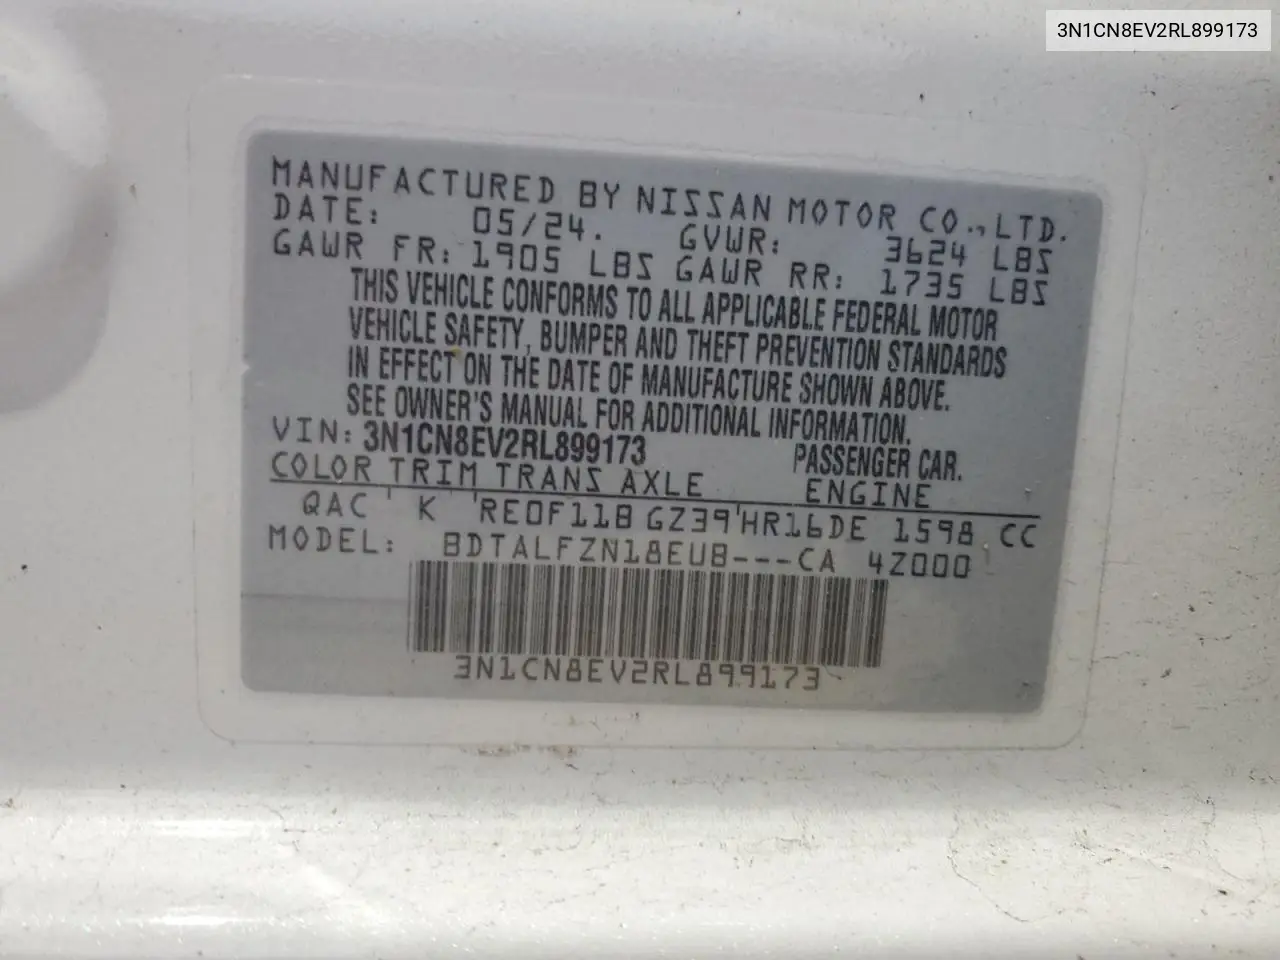 3N1CN8EV2RL899173
MANUFACTURED BY NISSAN MOTOR CO.,LTD.
DATE: 05/24. GVWR: 3624 LBS
GAWR FR: 1905 LBS GAWR RR: 1735 LBS
THIS VEHICLE CONFORMS TO ALL APPLICABLE FEDERAL MOTOR
VEHICLE SAFETY, BUMPER AND THEFT PREVENTION STANDARDS
IN EFFECT ON THE DATE OF MANUFACTURE SHOWN ABOVE.
SEE OWNER'S MANUAL FOR ADDITIONAL INFORMATION.
VIN: 3N1CN8EV2RL899173 PASSENGER CAR.
COLOR TRIM TRANS AXLE ENGINE
QAC K RE0F11B GZ39 HR16DE 1598 CC
MODEL: BDTALFZN18EUB---CA 4Z000
3N1CN8EV2RL899173